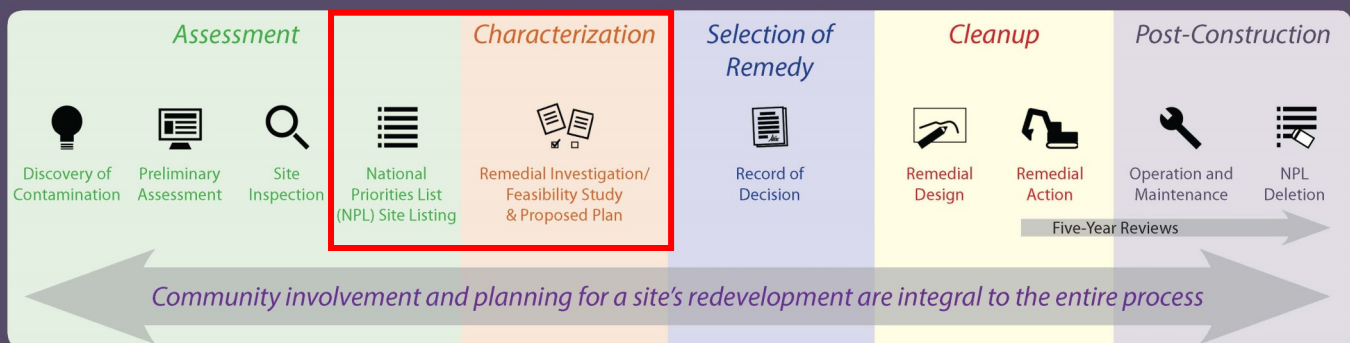 Assessment
Characterization
Selection of
Remedy
Cleanup
Post-Construction
Discovery of
Contamination
Preliminary
Assessment
Site
Inspection
National
Priorities List
(NPL) Site Listing
Remedial Investigation/
Feasibility Study
& Proposed Plan
Record of
Decision
Remedial
Design
Remedial
Action
Operation and
Maintenance
NPL
Deletion
Five-Year Reviews
Community involvement and planning for a site's redevelopment are integral to the entire process